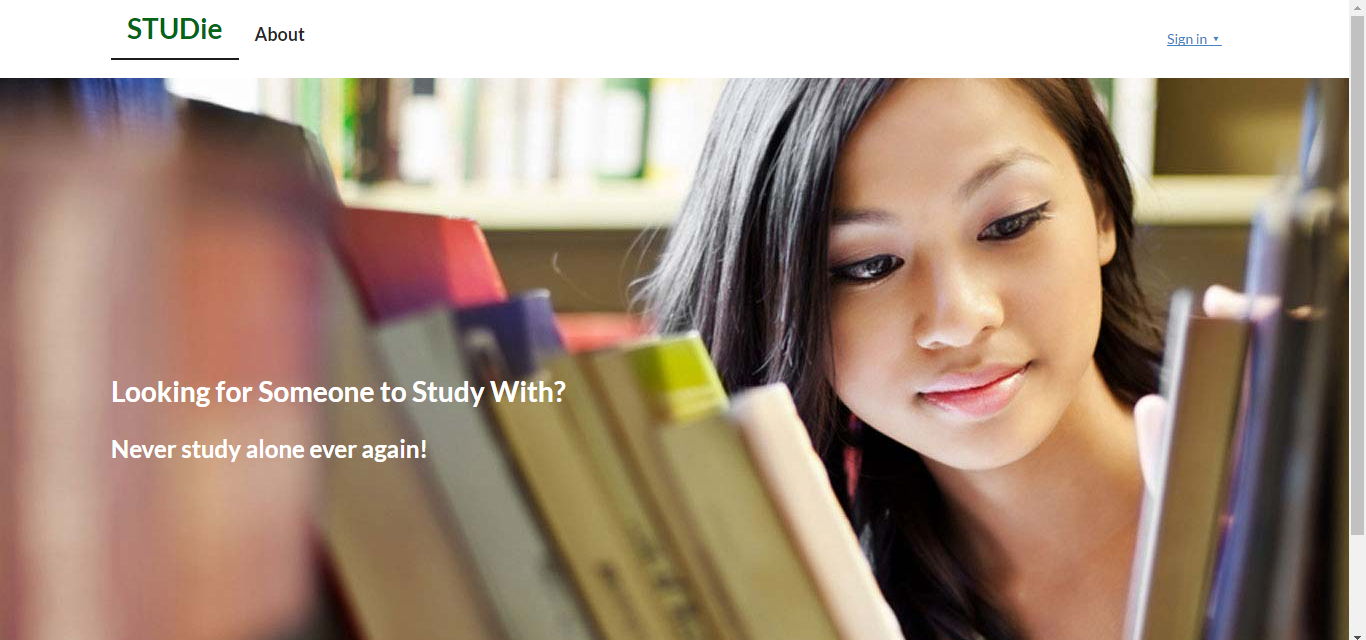 STUDie
About
Sign in ▾
Looking for Someone to Study With?
Never study alone ever again!